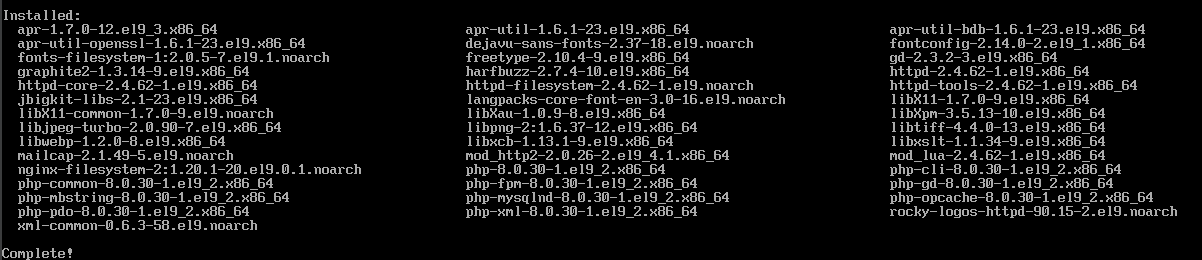 Installed:
apr-1.7.0-12.el9_3.x86_64 apr-util-1.6.1-23.el9.x86_64 apr-util-bdb-1.6.1-23.el9.x86_64
apr-util-openssl-1.6.1-23.el9.x86_64 dejavu-sans-fonts-2.37-18.el9.noarch fontconfig-2.14.0-2.el9_1.x86_64
fonts-filesystem-1:2.0.5-7.el9.1.noarch freetype-2.10.4-9.el9.x86_64 gd-2.3.2-3.el9.x86_64
graphite2-1.3.14-9.el9.x86_64 harfbuzz-2.7.4-10.el9.x86_64 httpd-2.4.62-1.el9.x86_64
httpd-core-2.4.62-1.el9.x86_64 httpd-filesystem-2.4.62-1.el9.noarch httpd-tools-2.4.62-1.el9.x86_64
jbigkit-libs-2.1-23.el9.x86_64 langpacks-core-font-en-3.0-16.el9.noarch libX11-1.7.0-9.el9.x86_64
libX11-common-1.7.0-9.el9.noarch libXau-1.0.9-8.el9.x86_64 libXpm-3.5.13-10.el9.x86_64
libjpeg-turbo-2.0.90-7.el9.x86_64 libpng-2:1.6.37-12.el9.x86_64 libtiff-4.4.0-13.el9.x86_64
libwebp-1.2.0-8.el9.x86_64 libxcb-1.13.1-9.el9.x86_64 libxslt-1.1.34-9.el9.x86_64
mailcap-2.1.49-5.el9.noarch mod_http2-2.0.26-2.el9_4.1.x86_64 mod_lua-2.4.62-1.el9.x86_64
nginx-filesystem-2:1.20.1-20.el9.0.1.noarch php-8.0.30-1.el9_2.x86_64 php-cli-8.0.30-1.el9_2.x86_64
php-common-8.0.30-1.el9_2.x86_64 php-fpm-8.0.30-1.el9_2.x86_64 php-gd-8.0.30-1.el9_2.x86_64
php-mbstring-8.0.30-1.el9_2.x86_64 php-mysqlnd-8.0.30-1.el9_2.x86_64 php-opcache-8.0.30-1.el9_2.x86_64
php-pdo-8.0.30-1.el9_2.x86_64 php-xml-8.0.30-1.el9_2.x86_64 rocky-logos-httpd-90.15-2.el9.noarch
xml-common-0.6.3-58.el9.noarch
Complete!